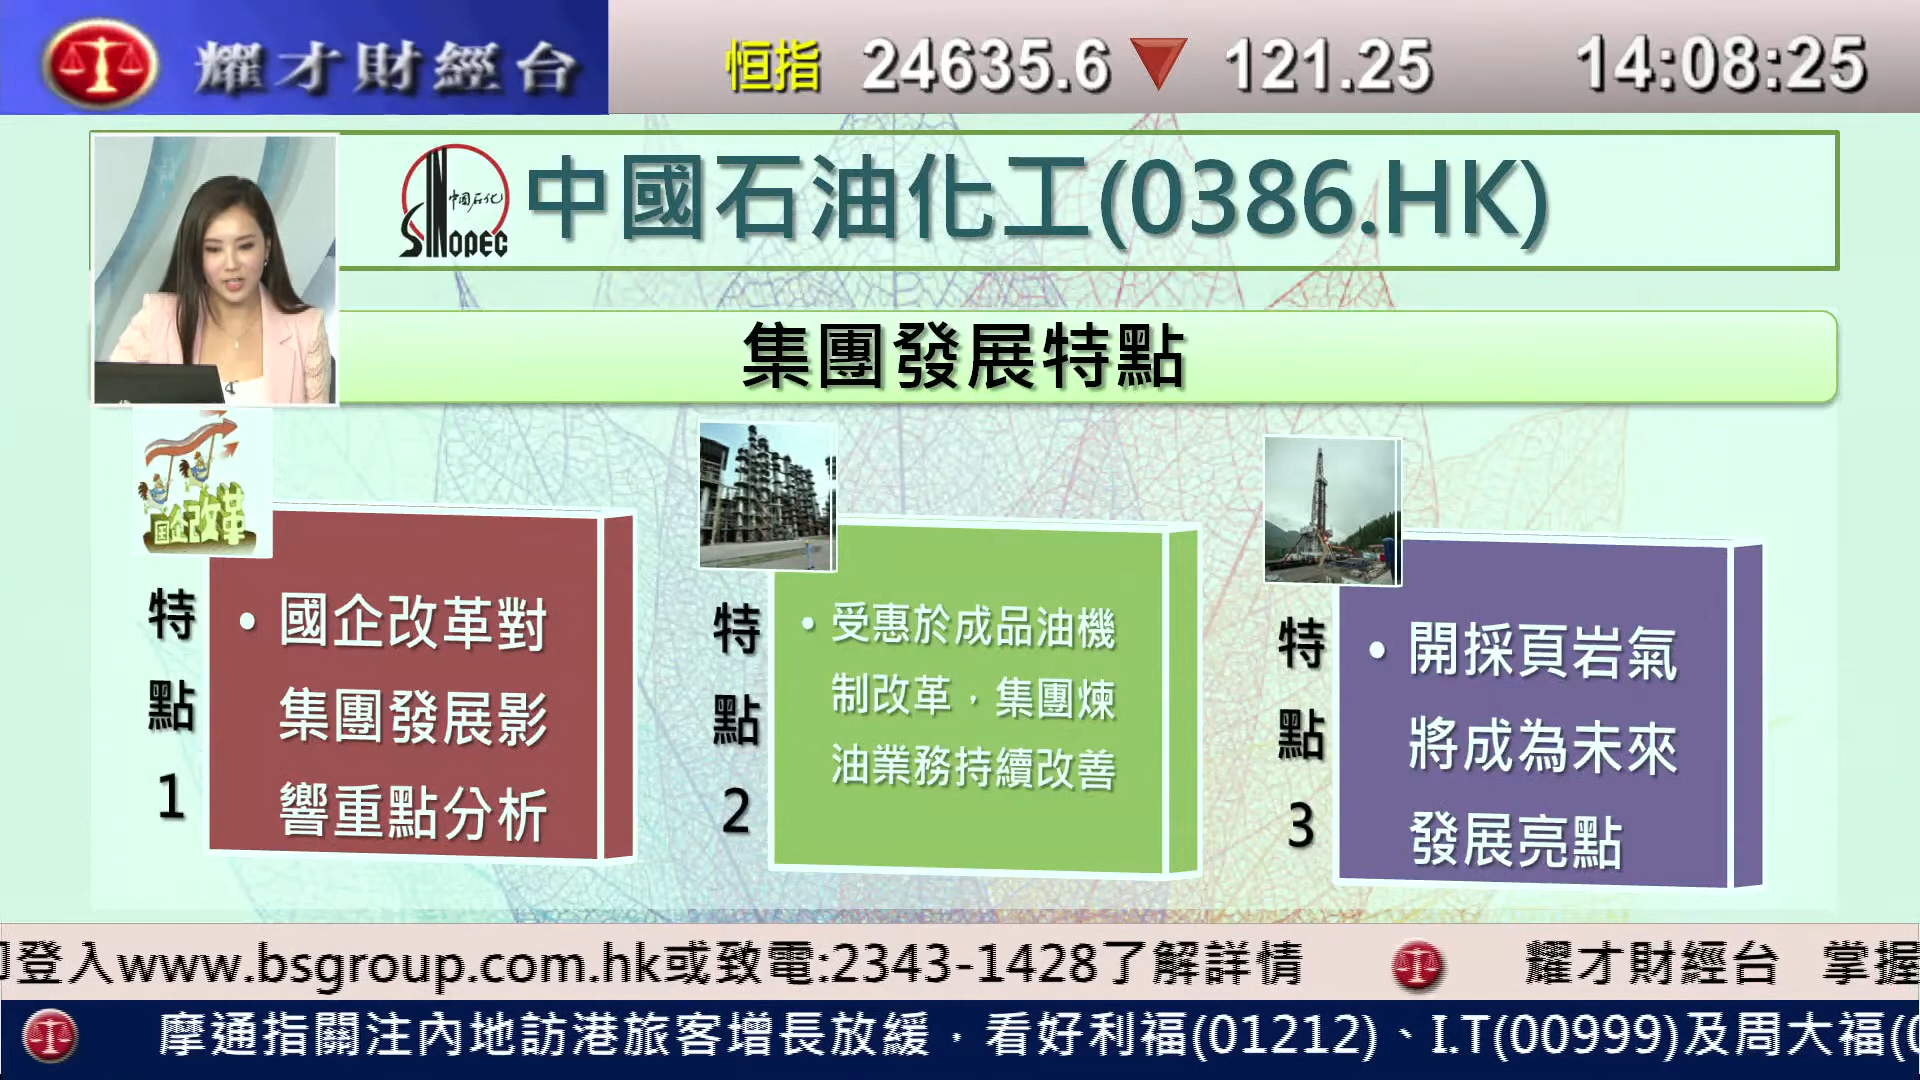 耀才財經台
恒指 24635.6 ▼ 121.25 14:08:25
中国石化
SINOPEC
中國石油化工(0386.HK)
集團發展特點
国企改革
特點1
• 國企改革對
集團發展影
響重點分析
特點2
• 受惠於成品油機
制改革，集團煉
油業務持續改善
特點3
• 開採頁岩氣
將成為未來
發展亮點
登入www.bsgroup.com.hk或致電:2343-1428了解詳情 耀才財經台 掌握
摩通指關注內地訪港旅客增長放緩，看好利福(01212)、I.T(00999)及周大福(0